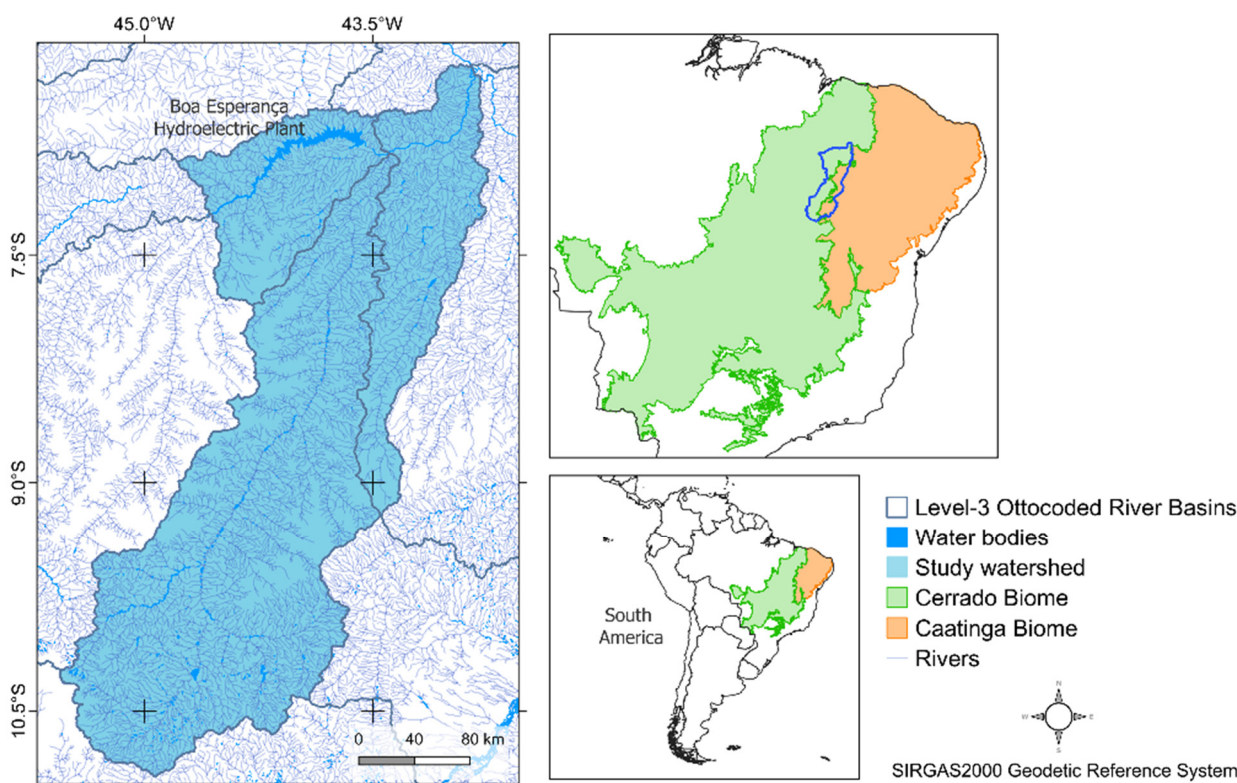 45.0°W
43.5°W
Boa Esperança
Hydroelectric Plant
7.5°S
9.0°S
10.5°S
0
40
80 km
South
America
Level-3 Ottocoded River Basins
Water bodies
Study watershed
Cerrado Biome
Caatinga Biome
Rivers
N
W
E
S
SIRGAS2000 Geodetic Reference System